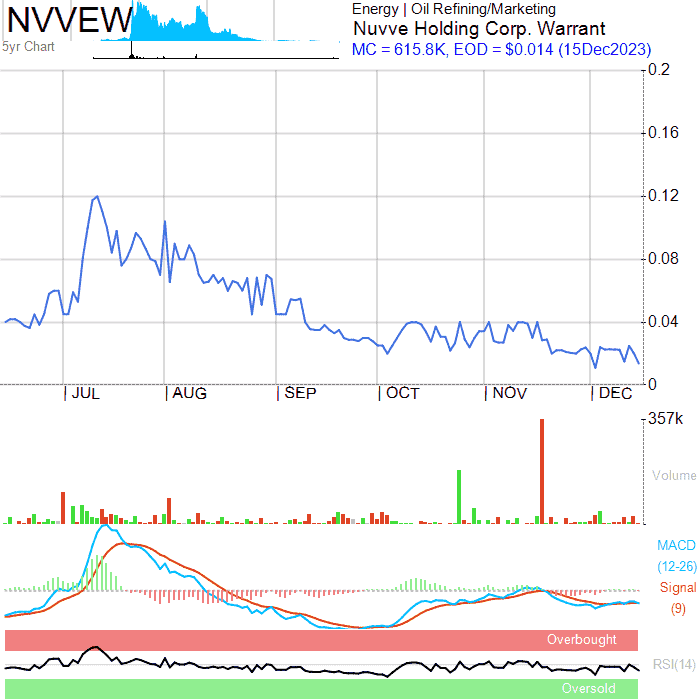 NVVEW
5yr Chart
Energy | Oil Refining/Marketing
Nuvve Holding Corp. Warrant
MC = 615.8K, EOD = $0.014 (15Dec2023)
0.2
0.16
0.12
0.08
0.04
0
| JUL | AUG | SEP | OCT | NOV | DEC
357k
Volume
MACD
(12-26)
Signal
(9)
Overbought
RSI(14)
Oversold